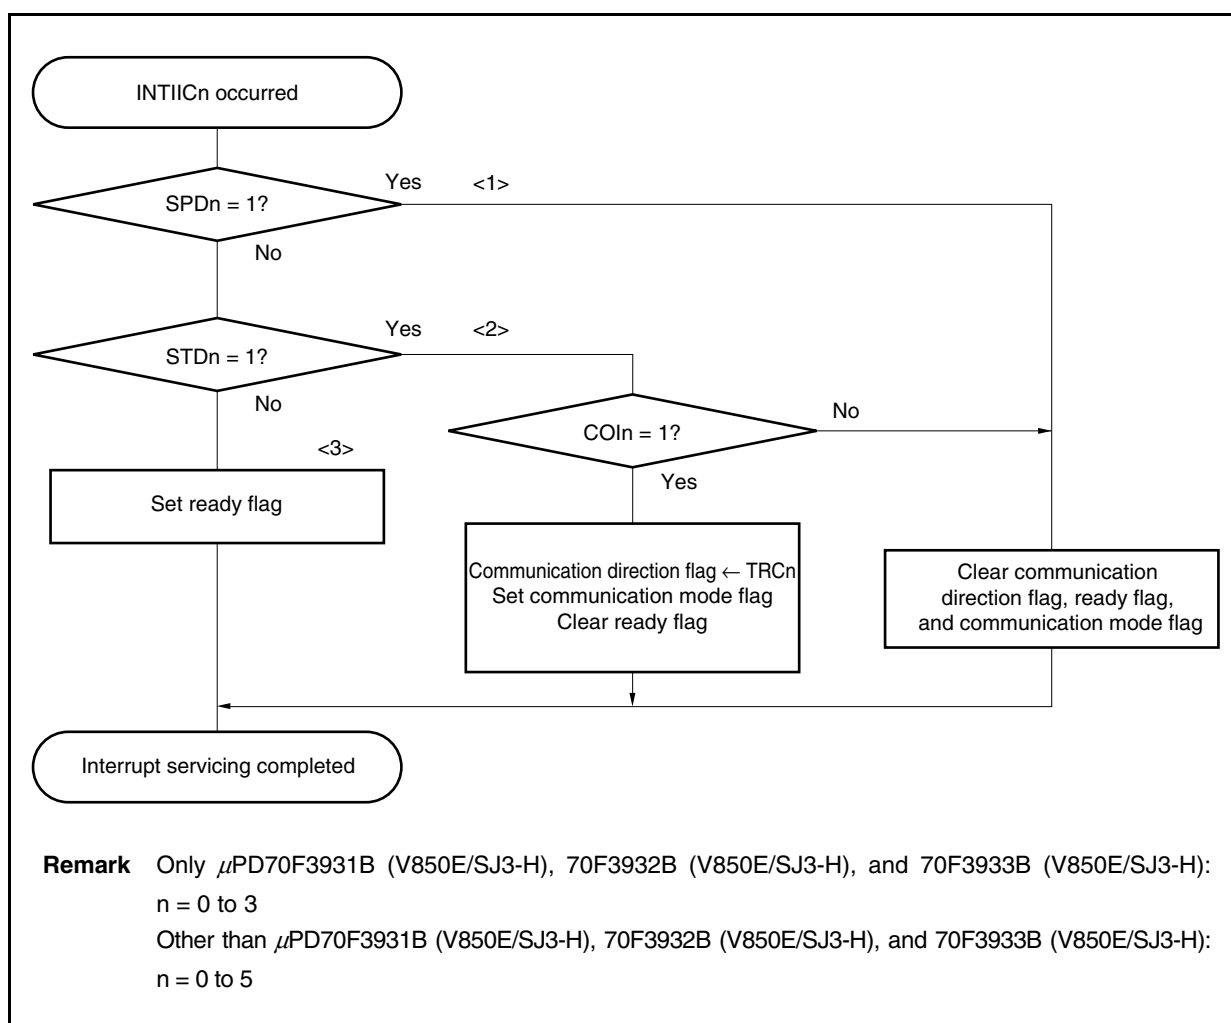 INTIICn occurred
Yes <1>
SPDn = 1?
No
Yes <2>
STDn = 1?
No
No
COIn = 1?
<3>
Yes
Set ready flag
Communication direction flag ← TRCn
Set communication mode flag
Clear ready flag
Clear communication
direction flag, ready flag,
and communication mode flag
Interrupt servicing completed
Remark Only μPD70F3931B (V850E/SJ3-H), 70F3932B (V850E/SJ3-H), and 70F3933B (V850E/SJ3-H):
n = 0 to 3
Other than μPD70F3931B (V850E/SJ3-H), 70F3932B (V850E/SJ3-H), and 70F3933B (V850E/SJ3-H):
n = 0 to 5